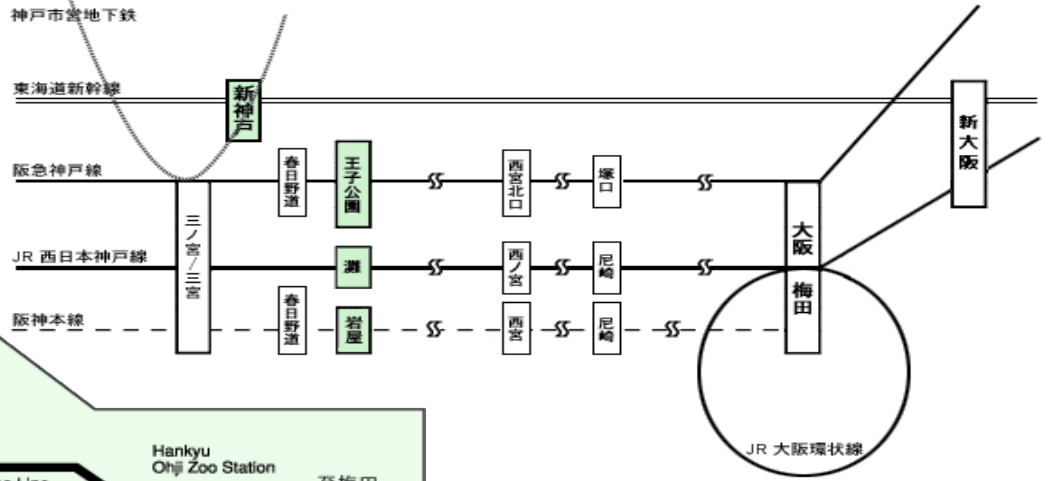 神戸市営地下鉄
東海道新幹線
新神戸
新大阪
阪急神戸線
春日野道
王子公園
西宮北口
塚口
三ノ宮/三宮
大阪
梅田
JR 西日本神戸線
灘
西ノ宮
尼崎
阪神本線
春日野道
岩屋
西宮
尼崎
JR 大阪環状線
Hankyu
Ohji Zoo Station